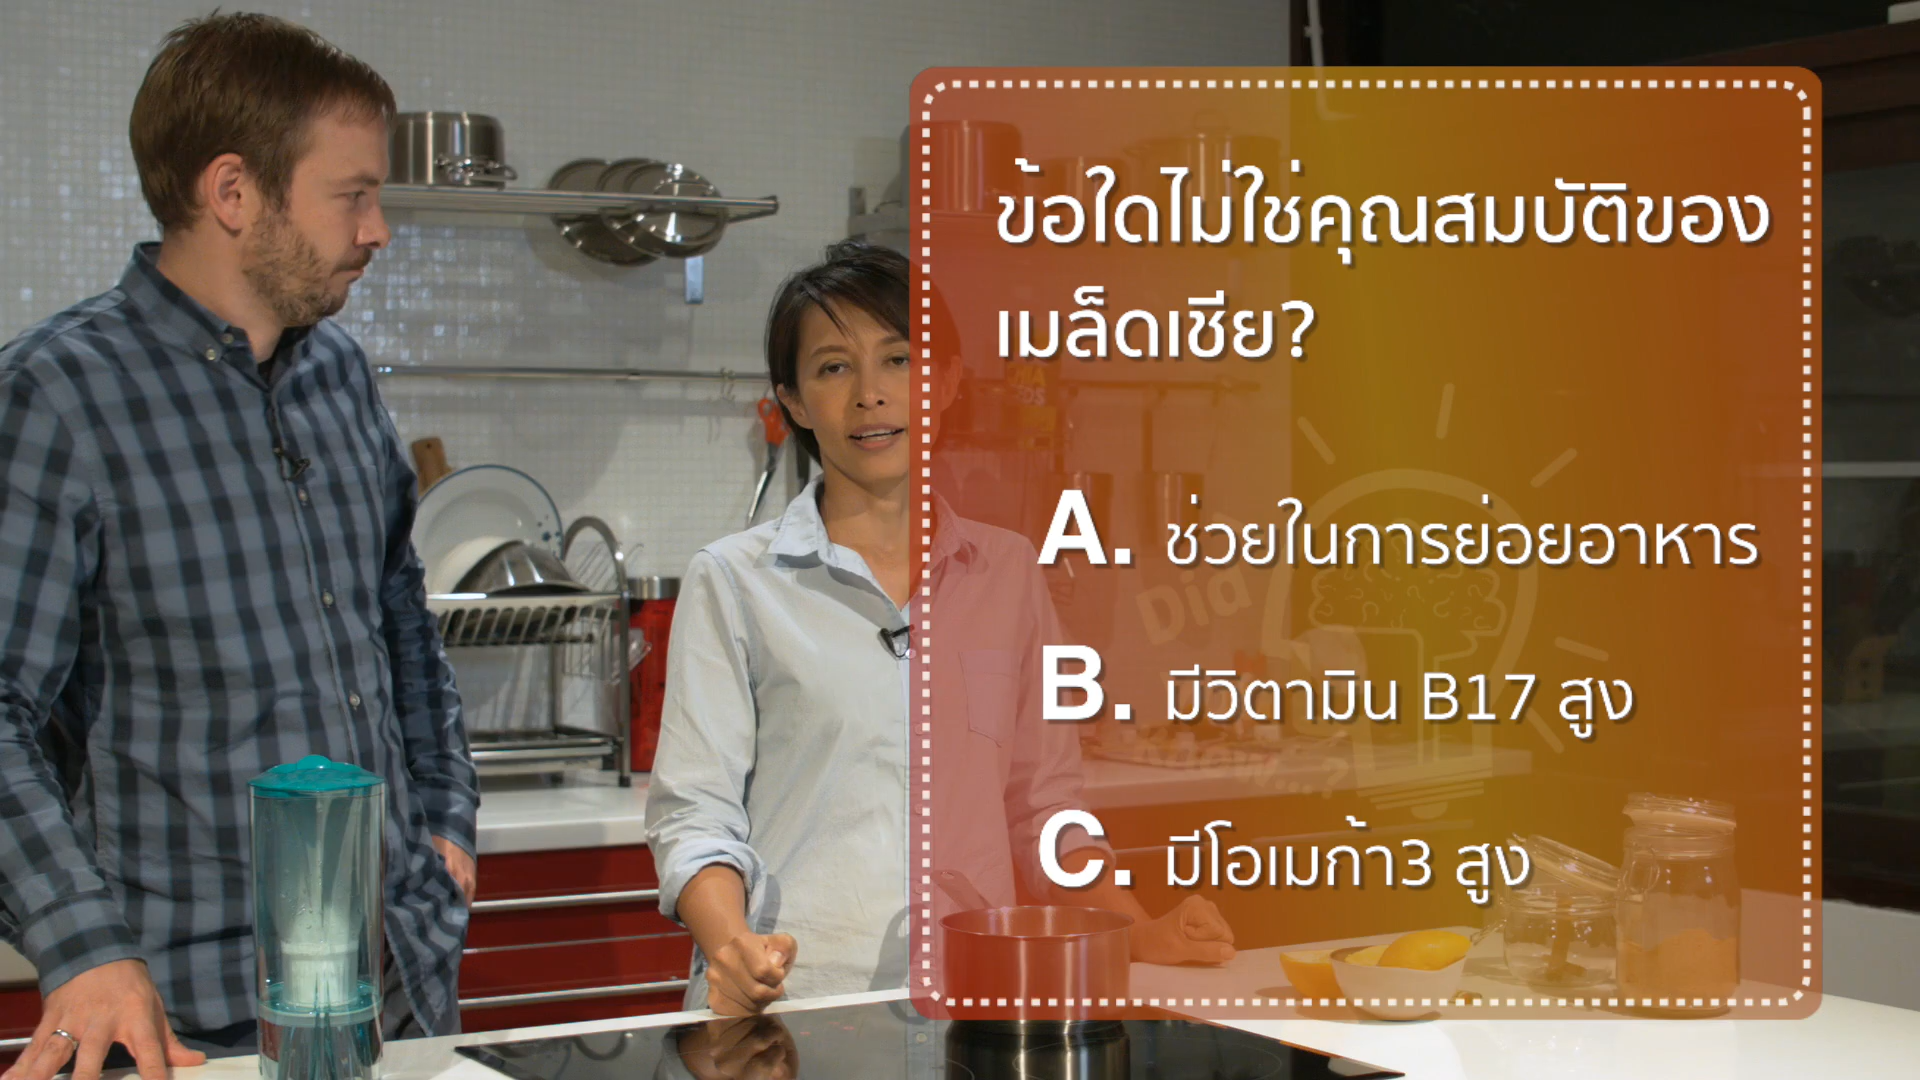 ข้อใดไม่ใช่คุณสมบัติของ
เมล็ดเชีย?
A. ช่วยในการย่อยอาหาร
B. มีวิตามิน B17 สูง
C. มีโอเมก้า3 สูง
Did
know...?